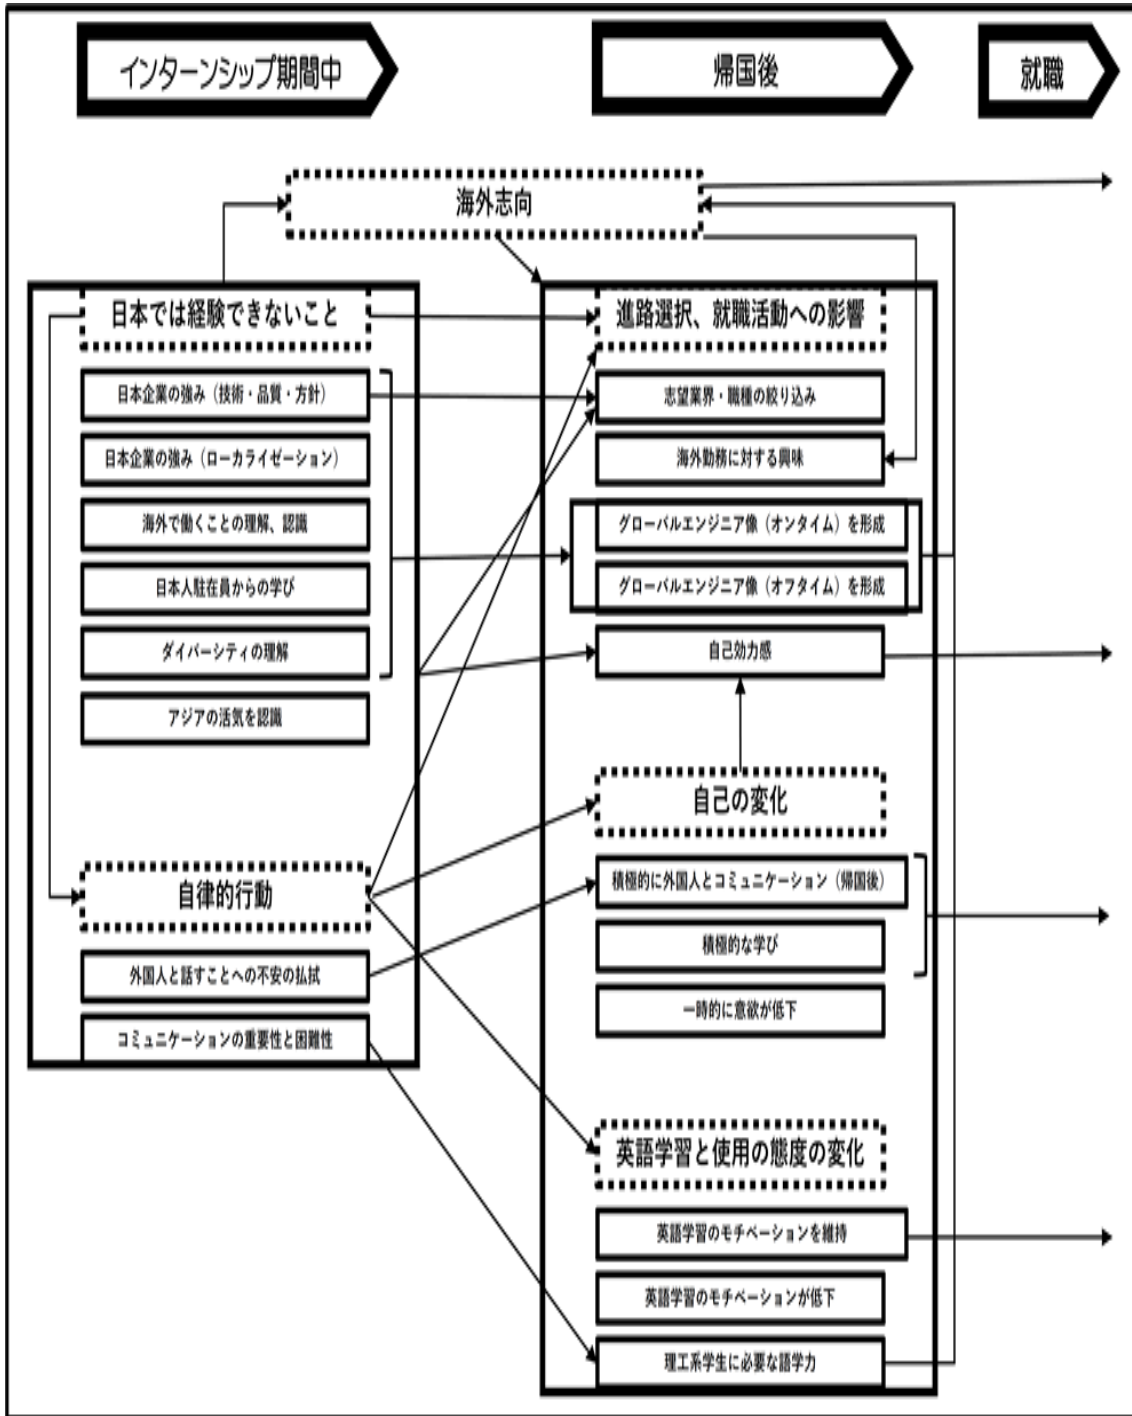 インターンシップ期間中
帰国後
就職
海外志向
日本では経験できないこと
日本企業の強み（技術・品質・方針）
日本企業の強み（ローカライゼーション）
海外で働くことの理解、認識
日本人駐在員からの学び
ダイバーシティの理解
アジアの活気を認識
自律的行動
外国人と話すことへの不安の払拭
コミュニケーションの重要性と困難性
進路選択、就職活動への影響
志望業界・職種の絞り込み
海外勤務に対する興味
グローバルエンジニア像（オンタイム）を形成
グローバルエンジニア像（オフタイム）を形成
自己効力感
自己の変化
積極的に外国人とコミュニケーション（帰国後）
積極的な学び
一時的に意欲が低下
英語学習と使用の態度の変化
英語学習のモチベーションを維持
英語学習のモチベーションが低下
理工系学生に必要な語学力